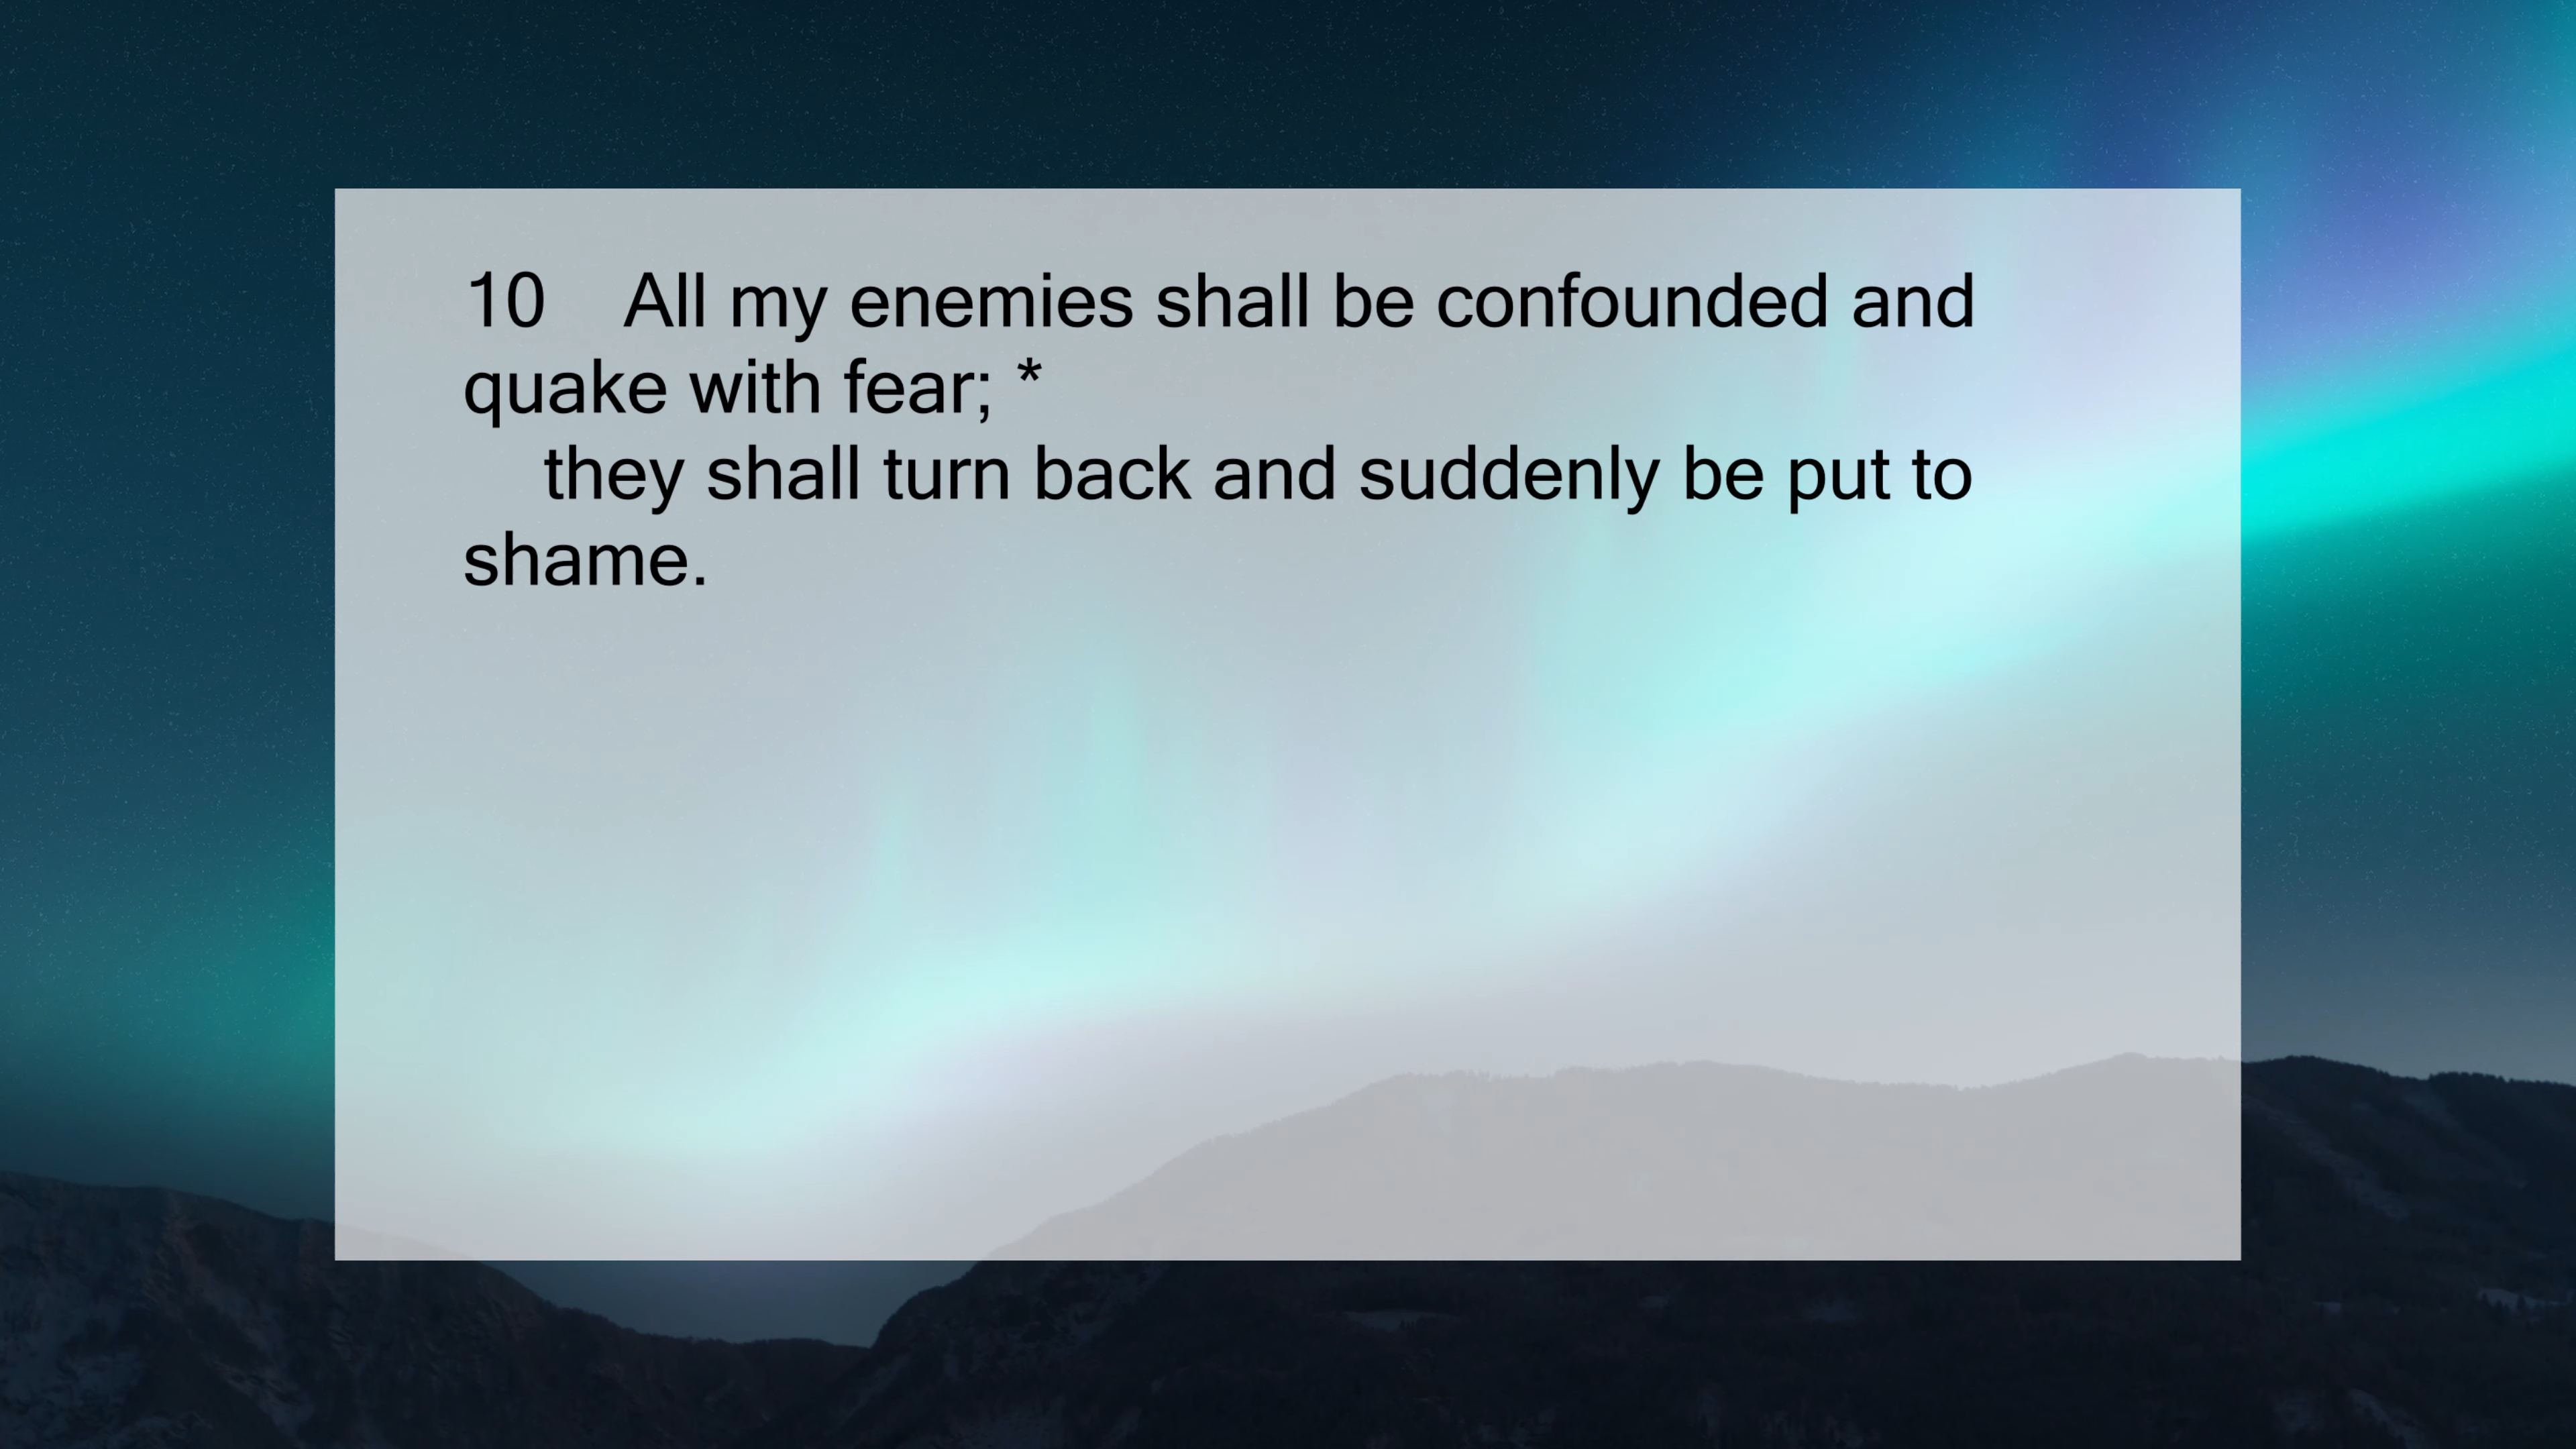 10    All my enemies shall be confounded and
quake with fear; *
    they shall turn back and suddenly be put to
shame.